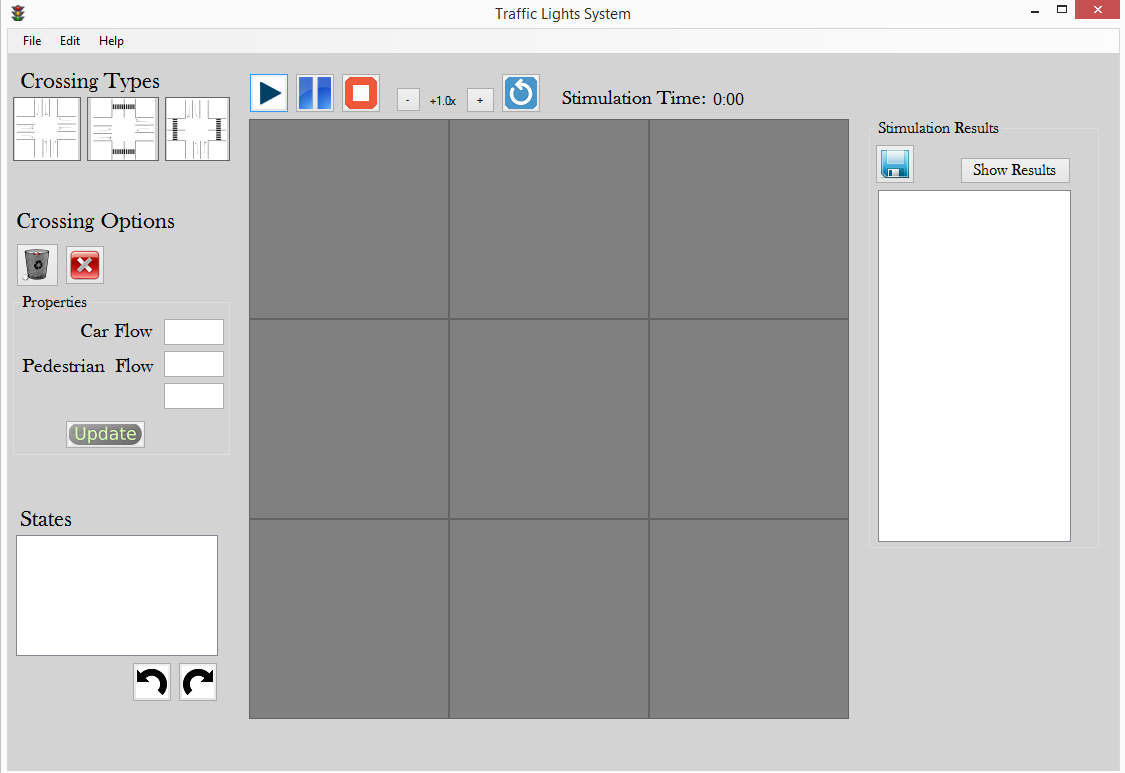 Traffic Lights System
File Edit Help
Crossing Types
- +1.0x +
Stimulation Time: 0:00
Stimulation Results
Show Results
Crossing Options
Properties
Car Flow
Pedestrian Flow
Update
States